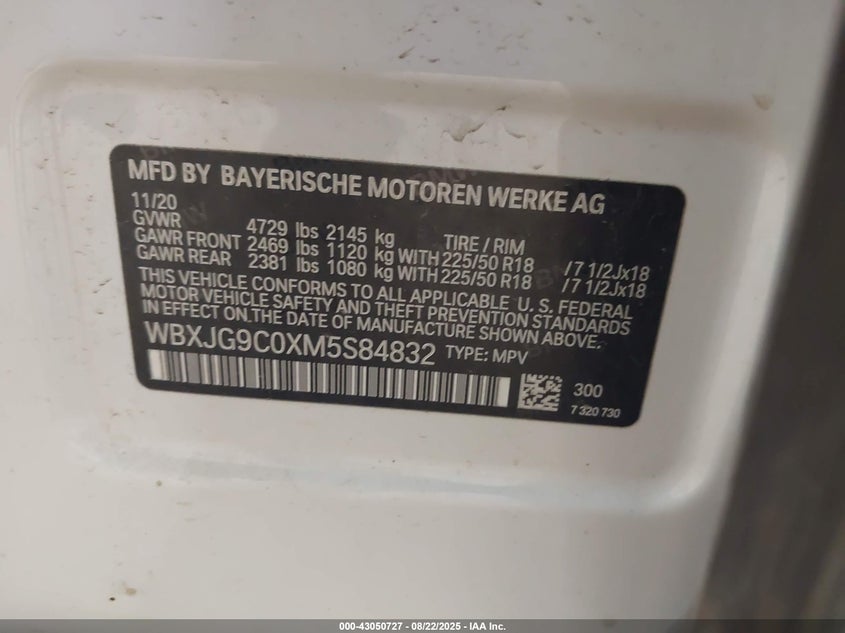 MFD BY BAYERISCHE MOTOREN WERKE AG
11/20
GVWR 4729 lbs 2145 kg TIRE / RIM
GAWR FRONT 2469 lbs 1120 kg WITH 225/50 R18 /7 1/2Jx18
GAWR REAR 2381 lbs 1080 kg WITH 225/50 R18 /7 1/2Jx18
THIS VEHICLE CONFORMS TO ALL APPLICABLE U.S. FEDERAL
MOTOR VEHICLE SAFETY AND THEFT PREVENTION STANDARDS
IN EFFECT ON THE DATE OF MANUFACTURE SHOWN ABOVE.
WBXJG9C0XM5S84832 TYPE: MPV
300
7 320 730
000-43050727 - 08/22/2025 - IAA Inc.